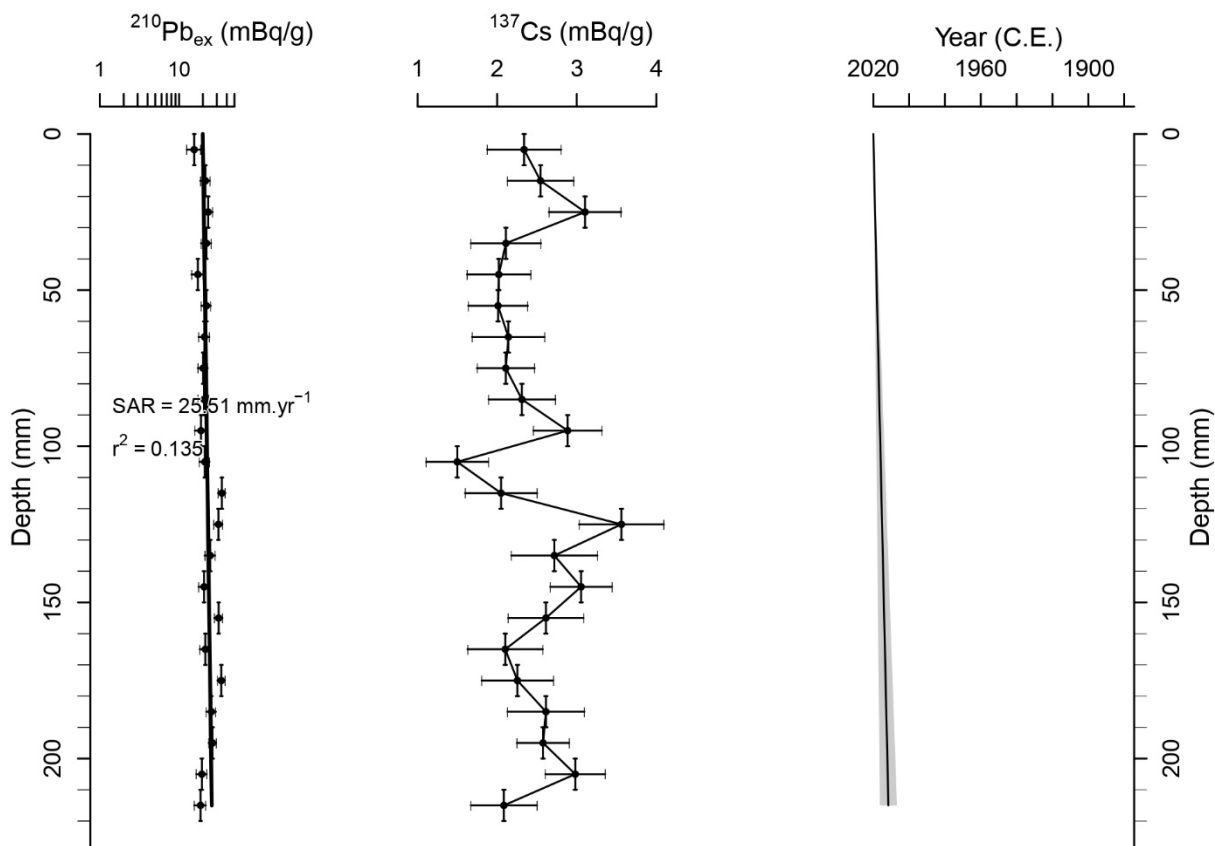 ²¹⁰Pbₑₓ (mBq/g)
¹³⁷Cs (mBq/g)
Year (C.E.)
1 10
1 2 3 4
2020 1960 1900
0
50
100
150
200
Depth (mm)
SAR = 25.51 mm.yr⁻¹
r² = 0.135
0
50
100
150
200
Depth (mm)